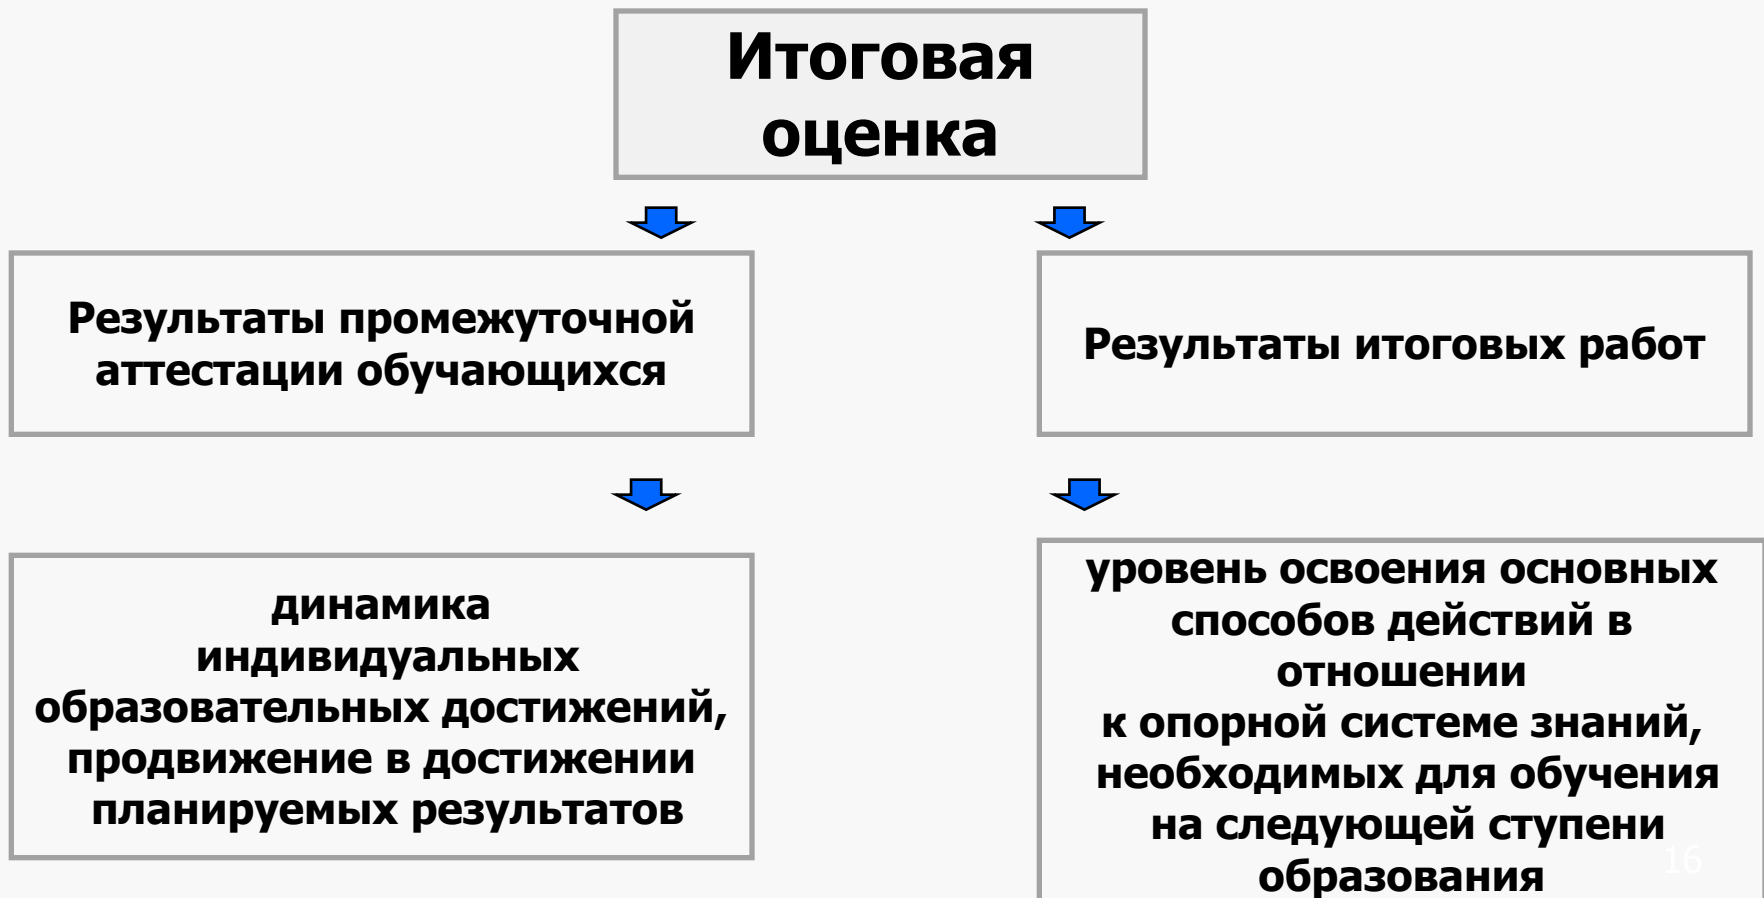 Итоговая
оценка
Результаты промежуточной
аттестации обучающихся
Результаты итоговых работ
динамика
индивидуальных
образовательных достижений,
продвижение в достижении
планируемых результатов
уровень освоения основных
способов действий в
отношении
к опорной системе знаний,
необходимых для обучения
на следующей ступени
образования
16